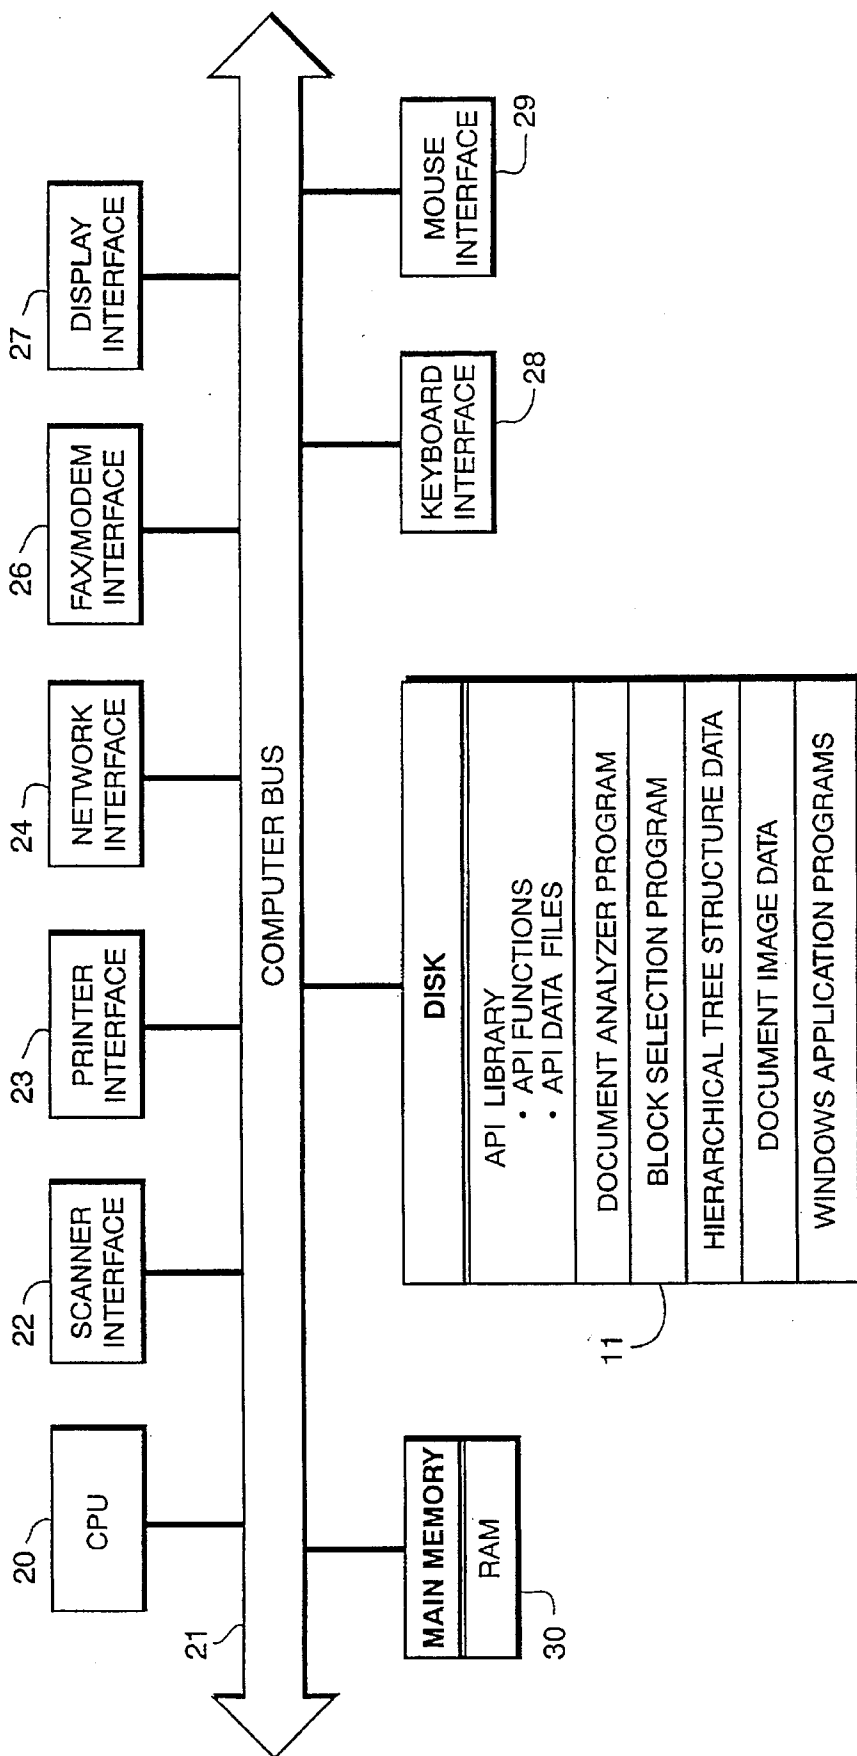 20
22
23
24
26
27
CPU
SCANNER
INTERFACE
PRINTER
INTERFACE
NETWORK
INTERFACE
FAX/MODEM
INTERFACE
DISPLAY
INTERFACE
21
COMPUTER BUS
MAIN MEMORY
RAM
30
11
DISK
API LIBRARY
• API FUNCTIONS
• API DATA FILES
DOCUMENT ANALYZER PROGRAM
BLOCK SELECTION PROGRAM
HIERARCHICAL TREE STRUCTURE DATA
DOCUMENT IMAGE DATA
WINDOWS APPLICATION PROGRAMS
KEYBOARD
INTERFACE
28
MOUSE
INTERFACE
29